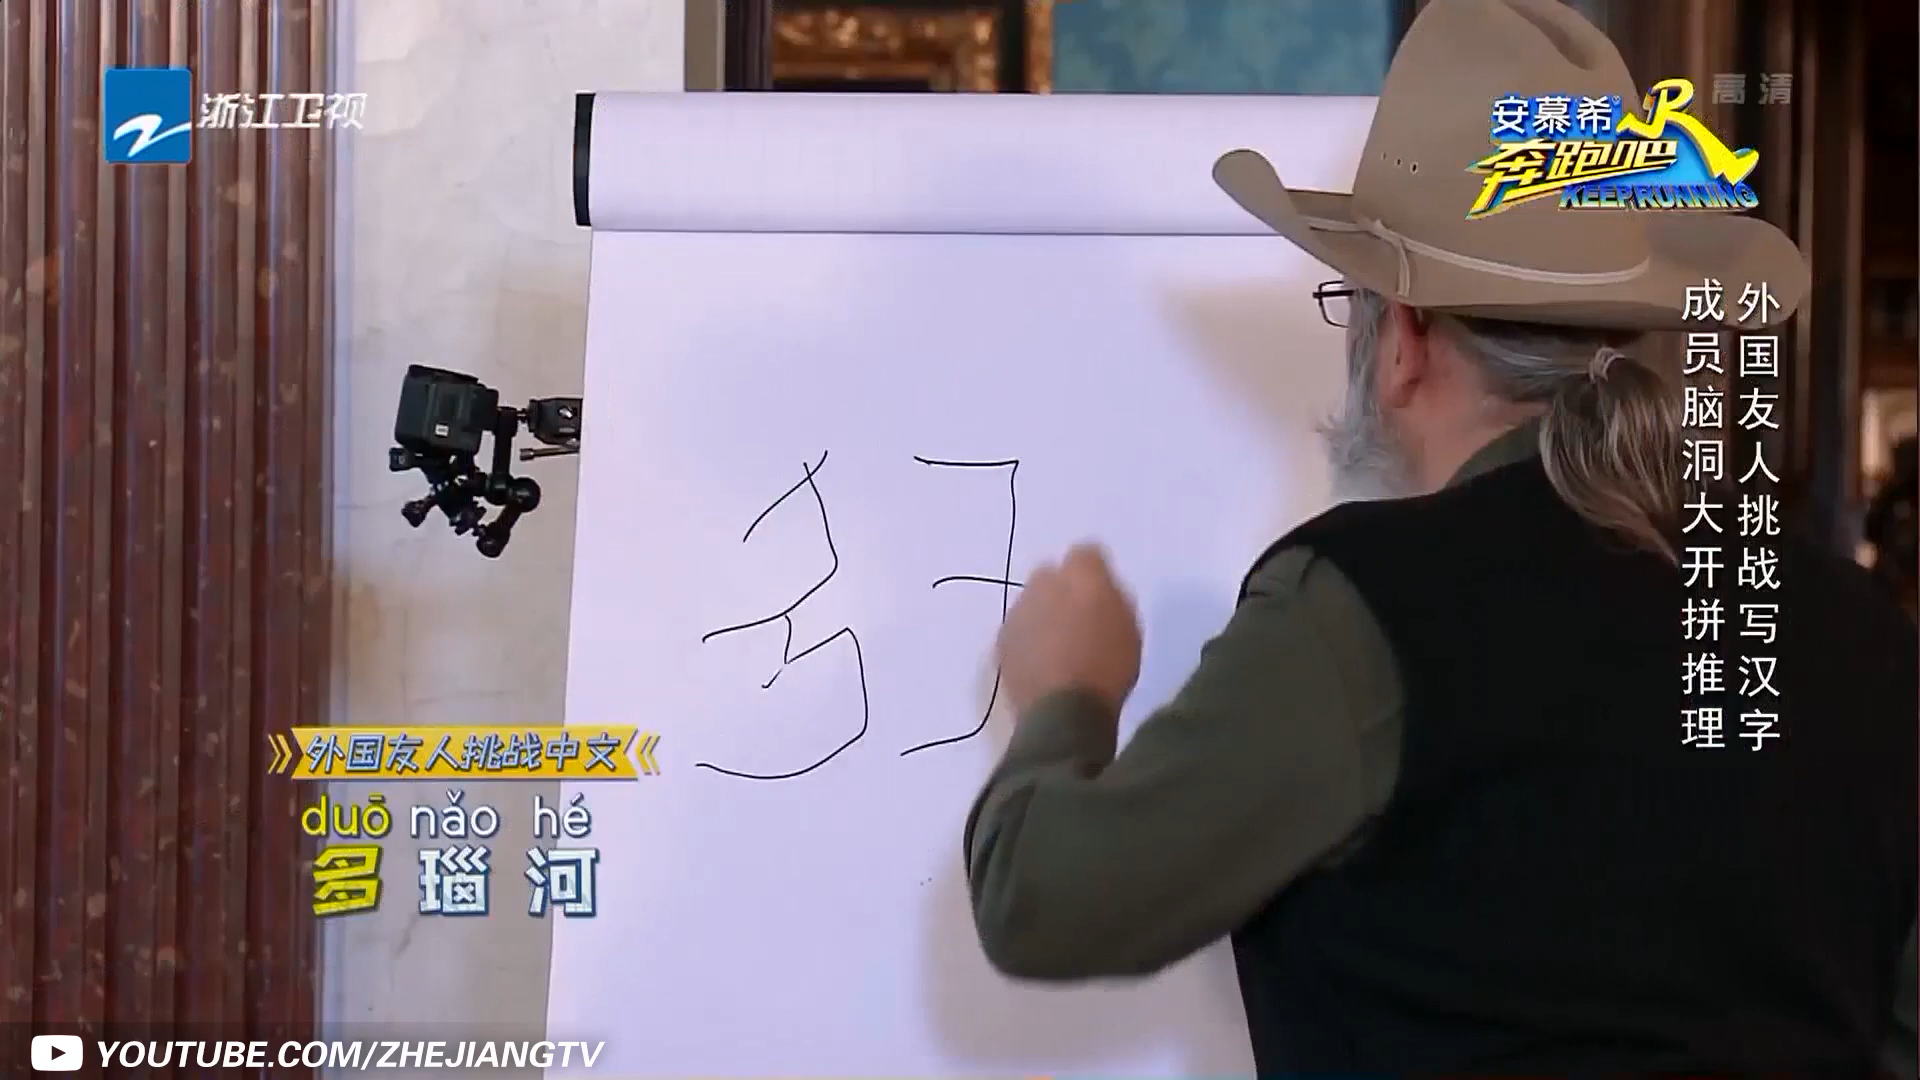 浙江卫视
安慕希
奔跑吧
KEEP RUNNING
高清
外国友人挑战写汉字
成员脑洞大开拼推理
外国友人挑战中文
duō nǎo hé
多瑙河
YOUTUBE.COM/ZHEJIANGTV